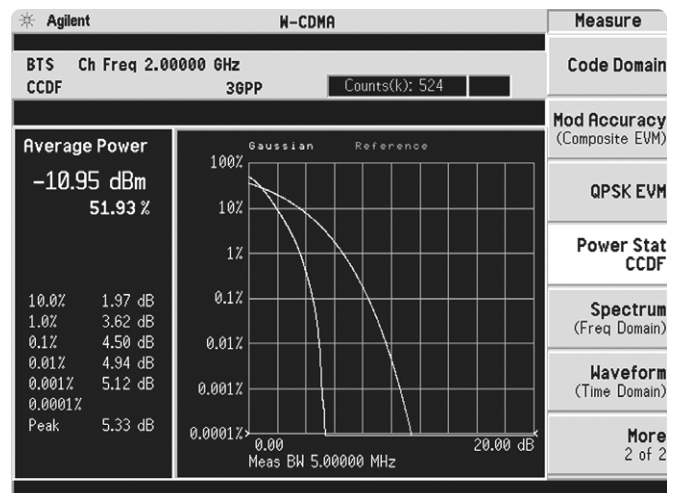 Agilent
W-CDMA
Measure
BTS Ch Freq 2.00000 GHz
CCDF 3GPP Counts(k): 524
Average Power
-10.95 dBm
51.93 %
10.0% 1.97 dB
1.0% 3.62 dB
0.1% 4.50 dB
0.01% 4.94 dB
0.001% 5.12 dB
0.0001%
Peak 5.33 dB
Gaussian Reference
100%
10%
1%
0.1%
0.01%
0.001%
0.0001%
0.00 20.00 dB
Meas BW 5.00000 MHz
Code Domain
Mod Accuracy
(Composite EVM)
QPSK EVM
Power Stat
CCDF
Spectrum
(Freq Domain)
Waveform
(Time Domain)
More
2 of 2